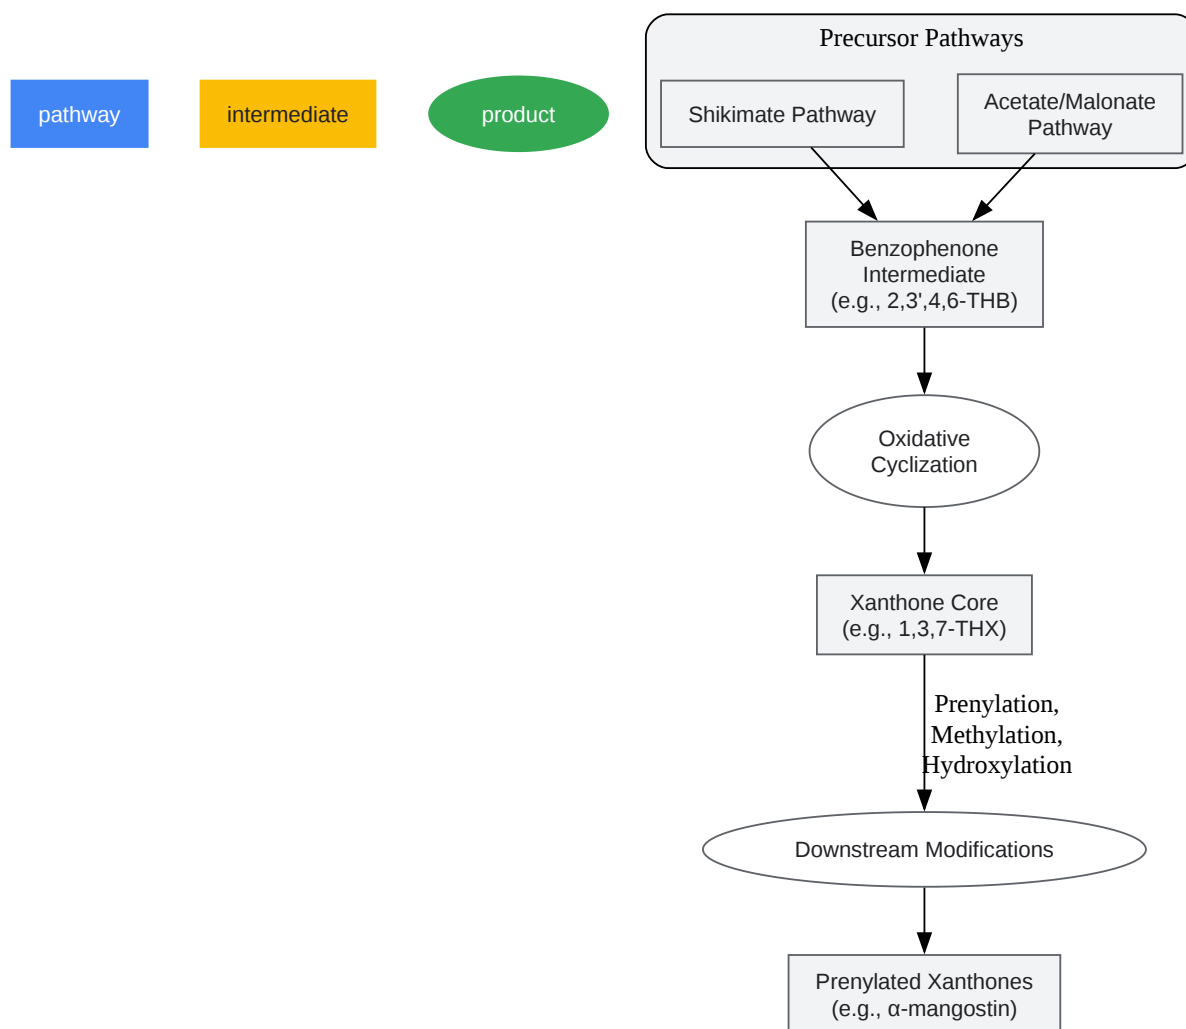 Precursor Pathways
pathway
intermediate
product
Shikimate Pathway
Acetate/Malonate
Pathway
Benzophenone
Intermediate
(e.g., 2,3',4,6-THB)
Oxidative
Cyclization
Xanthone Core
(e.g., 1,3,7-THX)
Prenylation,
Methylation,
Hydroxylation
Downstream Modifications
Prenylated Xanthones
(e.g., α-mangostin)